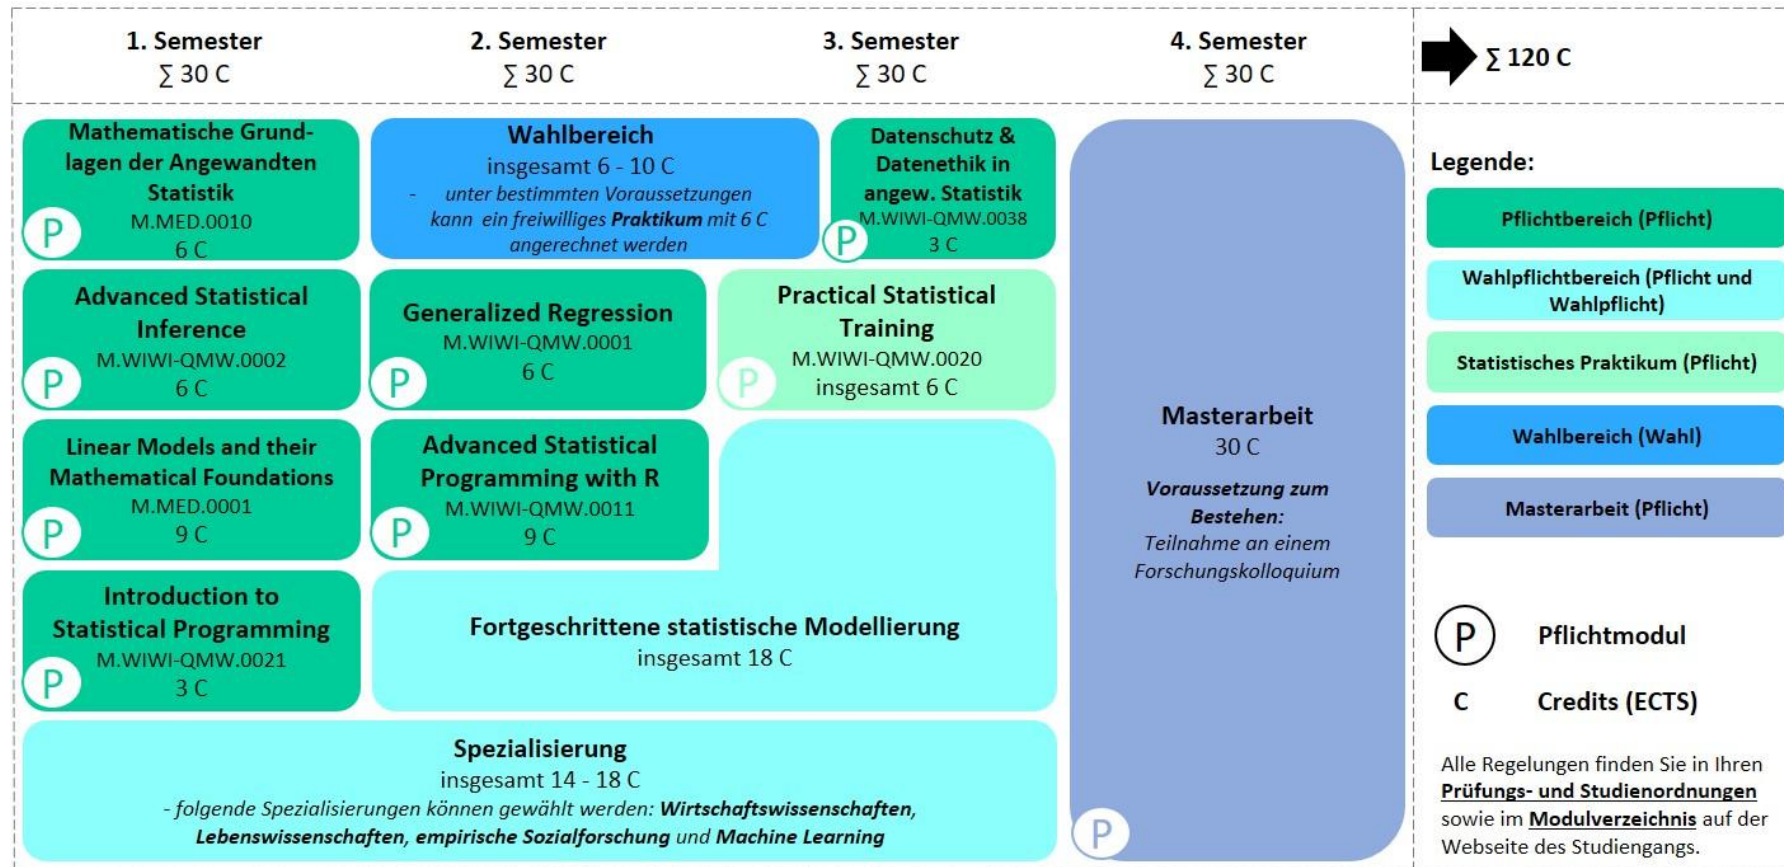 1. Semester
∑ 30 C
2. Semester
∑ 30 C
3. Semester
∑ 30 C
4. Semester
∑ 30 C
∑ 120 C
Mathematische Grund-
lagen der Angewandten
Statistik
M.MED.0010
6 C
P
Wahlbereich
insgesamt 6 - 10 C
- unter bestimmten Voraussetzungen
kann ein freiwilliges Praktikum mit 6 C
angerechnet werden
Datenschutz &
Datenethik in
angew. Statistik
M.WIWI-QMW.0038
3 C
P
Advanced Statistical
Inference
M.WIWI-QMW.0002
6 C
P
Generalized Regression
M.WIWI-QMW.0001
6 C
P
Practical Statistical
Training
M.WIWI-QMW.0020
insgesamt 6 C
P
Linear Models and their
Mathematical Foundations
M.MED.0001
9 C
P
Advanced Statistical
Programming with R
M.WIWI-QMW.0011
9 C
P
Introduction to
Statistical Programming
M.WIWI-QMW.0021
3 C
P
Fortgeschrittene statistische Modellierung
insgesamt 18 C
Spezialisierung
insgesamt 14 - 18 C
- folgende Spezialisierungen können gewählt werden: Wirtschaftswissenschaften,
Lebenswissenschaften, empirische Sozialforschung und Machine Learning
Masterarbeit
30 C
Voraussetzung zum
Bestehen:
Teilnahme an einem
Forschungskolloquium
P
Legende:
Pflichtbereich (Pflicht)
Wahlpflichtbereich (Pflicht und
Wahlpflicht)
Statistisches Praktikum (Pflicht)
Wahlbereich (Wahl)
Masterarbeit (Pflicht)
P Pflichtmodul
C Credits (ECTS)
Alle Regelungen finden Sie in Ihren
Prüfungs- und Studienordnungen
sowie im Modulverzeichnis auf der
Webseite des Studiengangs.